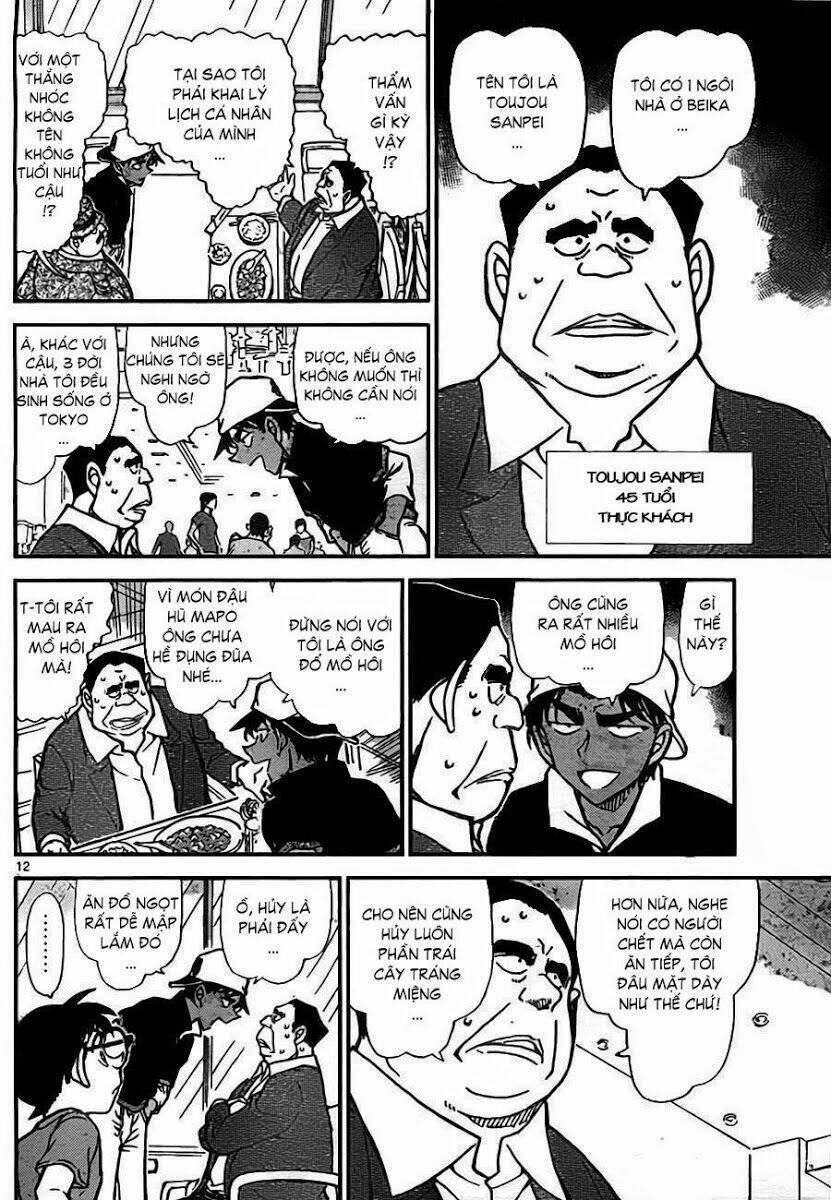 TÔI CÓ 1 NGÔI
NHÀ Ở BEIKA
...
TÊN TÔI LÀ
TOUJOU
SANPEI
...
TOUJOU SANPEI
45 TUỔI
THỰC KHÁCH
THẨM
VẤN
GÌ KỲ
VẬY
!?
TẠI SAO TÔI
PHẢI KHAI LÝ
LỊCH CÁ NHÂN
CỦA MÌNH
...
VỚI MỘT
THẰNG
NHÓC
KHÔNG
TÊN
KHÔNG
TUỔI NHƯ
CẬU
!?
ĐƯỢC, NẾU ÔNG
KHÔNG MUỐN THÌ
KHÔNG CẦN NÓI
...
NHƯNG
CHÚNG TÔI SẼ
NGHI NGỜ
ÔNG!
À, KHÁC VỚI
CẬU, 3 ĐỜI
NHÀ TÔI ĐỀU
SINH SỐNG Ở
TOKYO
...
GÌ
THẾ
NÀY?
ÔNG CŨNG
RA RẤT NHIỀU
MỒ HÔI
...
ĐỪNG NÓI VỚI
TÔI LÀ ÔNG
ĐỔ MỒ HÔI
...
VÌ MÓN ĐẬU
HŨ MAPO
ÔNG CHƯA
HỀ ĐỤNG ĐŨA
NHÉ...
T-TÔI RẤT
MAU RA
MỒ HÔI
MÀ!
12
HƠN NỮA, NGHE
NÓI CÓ NGƯỜI
CHẾT MÀ CÒN
ĂN TIẾP, TÔI
ĐÂU MẶT DÀY
NHƯ THẾ CHỨ!
CHO NÊN CŨNG
HỦY LUÔN
PHẦN TRÁI
CÂY TRÁNG
MIỆNG
...
Ồ, HỦY LÀ
PHẢI ĐẤY
...
ĂN ĐỒ NGỌT
RẤT DỄ MẬP
LẮM ĐÓ
...
......